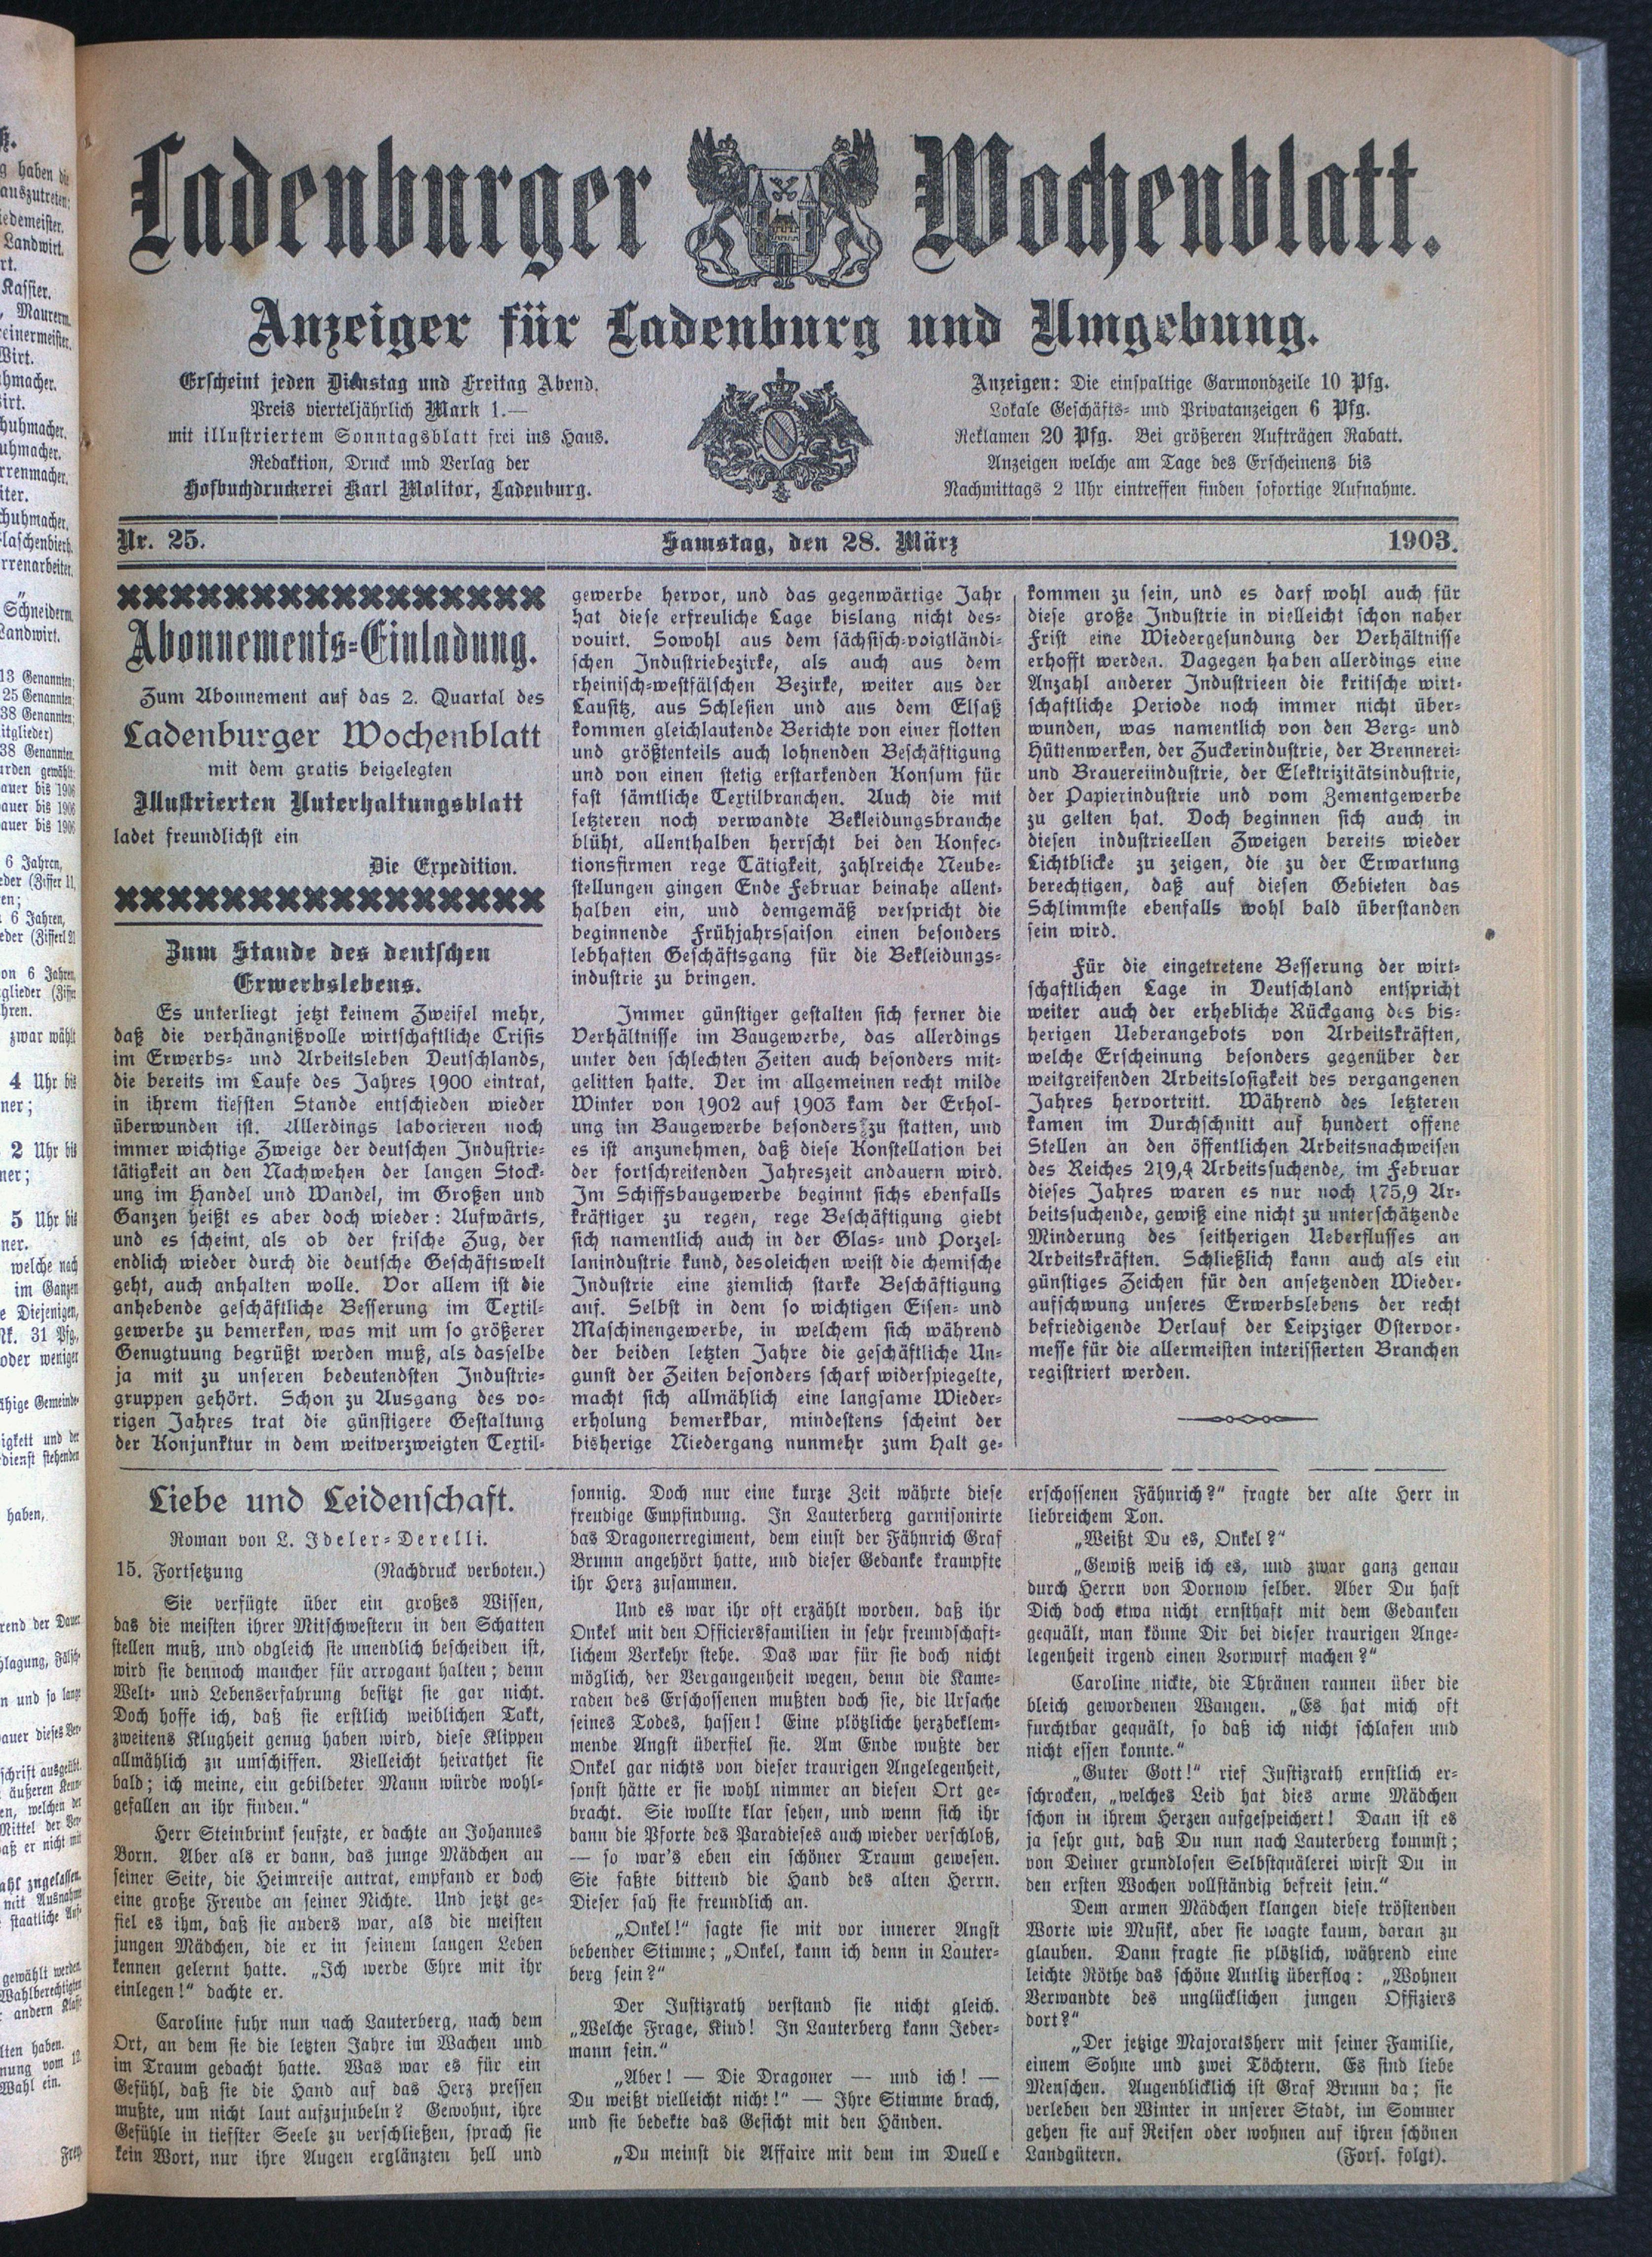 Ladenburger Wochenblatt.
Anzeiger für Ladenburg und Umgebung.
Erscheint jeden Dienstag und Freitag Abend.
Preis vierteljährlich Mark 1.—
mit illustriertem Sonntagsblatt frei ins Haus.
Redaktion, Druck und Verlag der
Hofbuchdruckerei Karl Molitor, Ladenburg.
Anzeigen: Die einspaltige Garmondzeile 10 Pfg.
Lokale Geschäfts- und Privatanzeigen 6 Pfg.
Reklamen 20 Pfg. Bei größeren Aufträgen Rabatt.
Anzeigen welche am Tage des Erscheinens bis
Nachmittags 2 Uhr eintreffen finden sofortige Aufnahme.
Nr. 25. Samstag, den 28. März 1903.
Abonnements-Einladung.
Zum Abonnement auf das 2. Quartal des
Ladenburger Wochenblatt
mit dem gratis beigelegten
Illustrierten Unterhaltungsblatt
ladet freundlichst ein
Die Expedition.
Zum Stande des deutschen
Erwerbslebens.
Es unterliegt jetzt keinem Zweifel mehr,
daß die verhängnißvolle wirtschaftliche Crisis
im Erwerbs- und Arbeitsleben Deutschlands,
die bereits im Laufe des Jahres 1900 eintrat,
in ihrem tiefsten Stande entschieden wieder
überwunden ist. Allerdings laborieren noch
immer wichtige Zweige der deutschen Industrie-
tätigkeit an den Nachwehen der langen Stock-
ung im Handel und Wandel, im Großen und
Ganzen heißt es aber doch wieder: Aufwärts,
und es scheint, als ob der frische Zug, der
endlich wieder durch die deutsche Geschäftswelt
geht, auch anhalten wolle. Vor allem ist die
anhebende geschäftliche Besserung im Textil-
gewerbe zu bemerken, was mit um so größerer
Genugtuung begrüßt werden muß, als dasselbe
ja mit zu unseren bedeutendsten Industrie-
gruppen gehört. Schon zu Ausgang des vo-
rigen Jahres trat die günstigere Gestaltung
der Konjunktur in dem weitverzweigten Textil-
gewerbe hervor, und das gegenwärtige Jahr
hat diese erfreuliche Lage bislang nicht des-
vouirt. Sowohl aus dem sächsisch-voigtländi-
schen Industriebezirke, als auch aus dem
rheinisch-westfälschen Bezirke, weiter aus der
Lausitz, aus Schlesien und aus dem Elsaß
kommen gleichlautende Berichte von einer flotten
und größtenteils auch lohnenden Beschäftigung
und von einen stetig erstarkenden Konsum für
fast sämtliche Textilbranchen. Auch die mit
letzteren noch verwandte Bekleidungsbranche
blüht, allenthalben herrscht bei den Konfec-
tionsfirmen rege Tätigkeit, zahlreiche Neube-
stellungen gingen Ende Februar beinahe allent-
halben ein, und demgemäß verspricht die
beginnende Frühjahrssaison einen besonders
lebhaften Geschäftsgang für die Bekleidungs-
industrie zu bringen.
Immer günstiger gestalten sich ferner die
Verhältnisse im Baugewerbe, das allerdings
unter den schlechten Zeiten auch besonders mit-
gelitten hatte. Der im allgemeinen recht milde
Winter von 1902 auf 1903 kam der Erhol-
ung im Baugewerbe besonders zu statten, und
es ist anzunehmen, daß diese Konstellation bei
der fortschreitenden Jahreszeit andauern wird.
Im Schiffsbaugewerbe beginnt sichs ebenfalls
kräftiger zu regen, rege Beschäftigung giebt
sich namentlich auch in der Glas- und Porzel-
lanindustrie kund, desoleichen weist die chemische
Industrie eine ziemlich starke Beschäftigung
auf. Selbst in dem so wichtigen Eisen- und
Maschinengewerbe, in welchem sich während
der beiden letzten Jahre die geschäftliche Un-
gunst der Zeiten besonders scharf widerspiegelte,
macht sich allmählich eine langsame Wieder-
erholung bemerkbar, mindestens scheint der
bisherige Niedergang nunmehr zum Halt ge-
kommen zu sein, und es darf wohl auch für
diese große Industrie in vielleicht schon naher
Frist eine Wiedergesundung der Verhältnisse
erhofft werden. Dagegen haben allerdings eine
Anzahl anderer Industrieen die kritische wirt-
schaftliche Periode noch immer nicht über-
wunden, was namentlich von den Berg- und
Hüttenwerken, der Zuckerindustrie, der Brennerei-
und Brauereiindustrie, der Elektrizitätsindustrie,
der Papierindustrie und vom Zementgewerbe
zu gelten hat. Doch beginnen sich auch in
diesen industrieellen Zweigen bereits wieder
Lichtblicke zu zeigen, die zu der Erwartung
berechtigen, daß auf diesen Gebieten das
Schlimmste ebenfalls wohl bald überstanden
sein wird.
Für die eingetretene Besserung der wirt-
schaftlichen Lage in Deutschland entspricht
weiter auch der erhebliche Rückgang des bis-
herigen Ueberangebots von Arbeitskräften,
welche Erscheinung besonders gegenüber der
weitgreifenden Arbeitslosigkeit des vergangenen
Jahres hervortritt. Während des letzteren
kamen im Durchschnitt auf hundert offene
Stellen an den öffentlichen Arbeitsnachweisen
des Reiches 219,4 Arbeitssuchende, im Februar
dieses Jahres waren es nur noch 175,9 Ar-
beitssuchende, gewiß eine nicht zu unterschätzende
Minderung des seitherigen Ueberflusses an
Arbeitskräften. Schließlich kann auch als ein
günstiges Zeichen für den ansetzenden Wieder-
aufschwung unseres Erwerbslebens der recht
befriedigende Verlauf der Leipziger Ostervor-
messe für die allermeisten interissierten Branchen
registriert werden.
Liebe und Leidenschaft.
Roman von L. Ideler-Derelli.
15. Fortsetzung (Nachdruck verboten.)
Sie verfügte über ein großes Wissen,
das die meisten ihrer Mitschwestern in den Schatten
stellen muß, und obgleich sie unendlich bescheiden ist,
wird sie dennoch mancher für arrogant halten; denn
Welt- und Lebenserfahrung besitzt sie gar nicht.
Doch hoffe ich, daß sie erstlich weiblichen Takt,
zweitens Klugheit genug haben wird, diese Klippen
allmählich zu umschiffen. Vielleicht heirathet sie
bald; ich meine, ein gebildeter Mann würde wohl-
gefallen an ihr finden.“
Herr Steinbrink seufzte, er dachte an Johannes
Born. Aber als er dann, das junge Mädchen an
seiner Seite, die Heimreise antrat, empfand er doch
eine große Freude an seiner Nichte. Und jetzt ge-
fiel es ihm, daß sie anders war, als die meisten
jungen Mädchen, die er in seinem langen Leben
kennen gelernt hatte. „Ich werde Ehre mit ihr
einlegen!“ dachte er.
Caroline fuhr nun nach Lauterberg, nach dem
Ort, an dem sie die letzten Jahre im Wachen und
im Traum gedacht hatte. Was war es für ein
Gefühl, daß sie die Hand auf das Herz pressen
mußte, um nicht laut aufzujubeln? Gewohnt, ihre
Gefühle in tiefster Seele zu verschließen, sprach sie
kein Wort, nur ihre Augen erglänzten hell und
sonnig. Doch nur eine kurze Zeit währte diese
freudige Empfindung. In Lauterberg garnisonirte
das Dragonerregiment, dem einst der Fähnrich Graf
Brunn angehört hatte, und dieser Gedanke krampfte
ihr Herz zusammen.
Und es war ihr oft erzählt worden, daß ihr
Onkel mit den Officiersfamilien in sehr freundschaft-
lichem Verkehr stehe. Das war für sie doch nicht
möglich, der Vergangenheit wegen, denn die Kame-
raden des Erschossenen mußten doch sie, die Ursache
seines Todes, hassen! Eine plötzliche herzbeklem-
mende Angst überfiel sie. Am Ende wußte der
Onkel gar nichts von dieser traurigen Angelegenheit,
sonst hätte er sie wohl nimmer an diesen Ort ge-
bracht. Sie wollte klar sehen, und wenn sich ihr
dann die Pforte des Paradieses auch wieder verschloß,
— so war's eben ein schöner Traum gewesen.
Sie faßte bittend die Hand des alten Herrn.
Dieser sah sie freundlich an.
„Onkel!“ sagte sie mit vor innerer Angst
bebender Stimme; „Onkel, kann ich denn in Lauter-
berg sein?“
Der Justizrath verstand sie nicht gleich.
„Welche Frage, Kind! In Lauterberg kann Jeder-
mann sein.“
„Aber! — Die Dragoner — und ich! —
Du weißt vielleicht nicht!“ — Ihre Stimme brach,
und sie bedekte das Gesicht mit den Händen.
„Du meinst die Affaire mit dem im Duelle
erschossenen Fähnrich?“ fragte der alte Herr in
liebreichem Ton.
„Weißt Du es, Onkel?“
„Gewiß weiß ich es, und zwar ganz genau
durch Herrn von Dornow selber. Aber Du hast
Dich doch etwa nicht ernsthaft mit dem Gedanken
gequält, man könne Dir bei dieser traurigen Ange-
legenheit irgend einen Vorwurf machen?“
Caroline nickte, die Thränen rannen über die
bleich gewordenen Wangen. „Es hat mich oft
furchtbar gequält, so daß ich nicht schlafen und
nicht essen konnte.“
„Guter Gott!“ rief Justizrath ernstlich er-
schrocken, „welches Leid hat dies arme Mädchen
schon in ihrem Herzen aufgespeichert! Dann ist es
ja sehr gut, daß Du nun nach Lauterberg kommst;
von Deiner grundlosen Selbstquälerei wirst Du in
den ersten Wochen vollständig befreit sein.“
Dem armen Mädchen klangen diese tröstenden
Worte wie Musik, aber sie wagte kaum, daran zu
glauben. Dann fragte sie plötzlich, während eine
leichte Röthe das schöne Antlitz überflog: „Wohnen
Verwandte des unglücklichen jungen Offiziers
dort?“
„Der jetzige Majoratsherr mit seiner Familie,
einem Sohne und zwei Töchtern. Es sind liebe
Menschen. Augenblicklich ist Graf Brunn da; sie
verleben den Winter in unserer Stadt, im Sommer
gehen sie auf Reisen oder wohnen auf ihren schönen
Landgütern. (Fors. folgt).